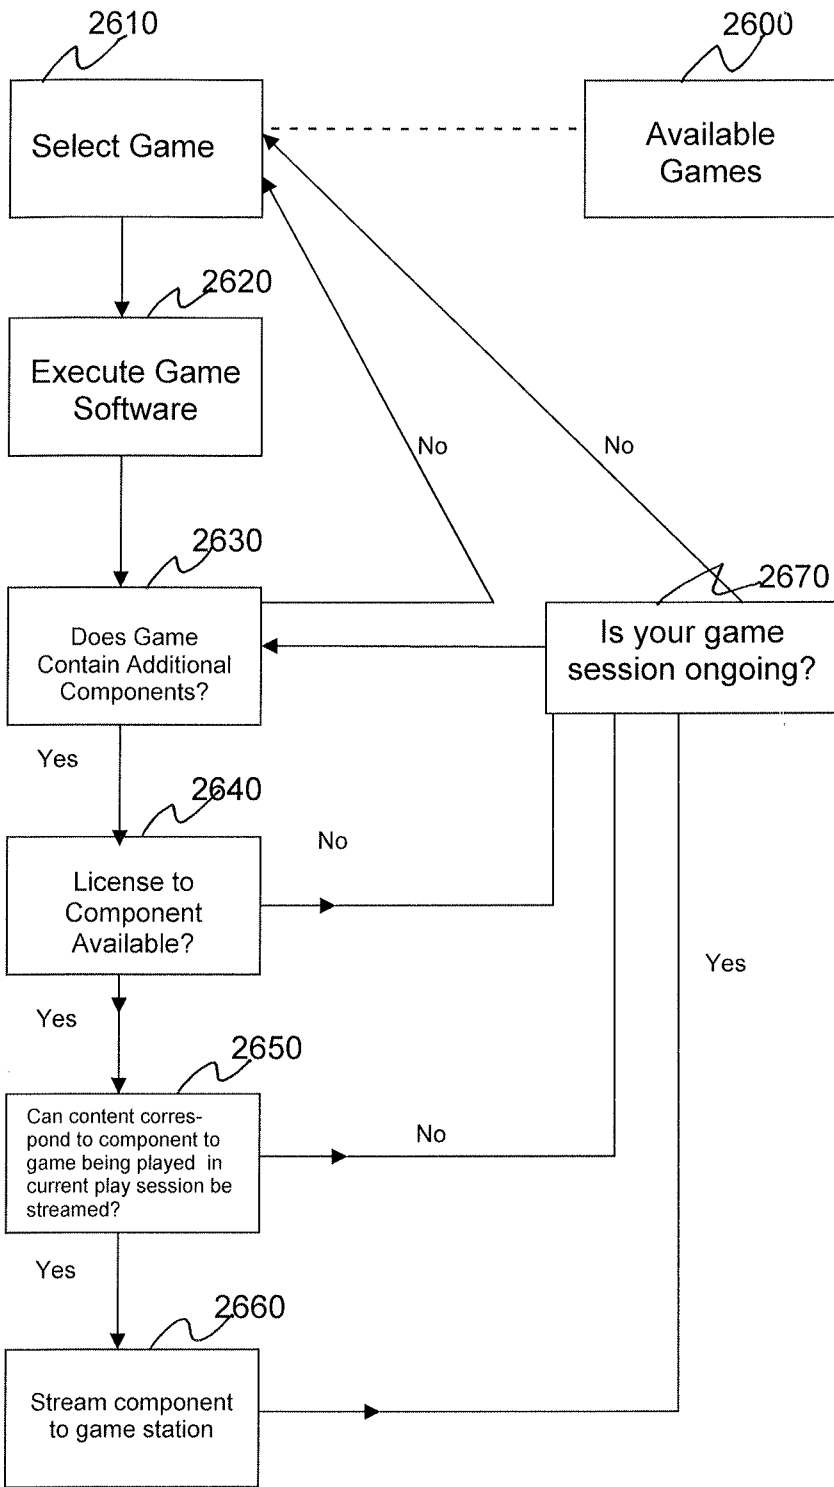 2610
2600
Select Game
Available
Games
2620
Execute Game
Software
No
No
2630
2670
Does Game
Contain Additional
Components?
Is your game
session ongoing?
Yes
2640
No
License to
Component
Available?
Yes
Yes
2650
Can content corres-
pond to component to
game being played in
current play session be
streamed?
No
Yes
2660
Stream component
to game station